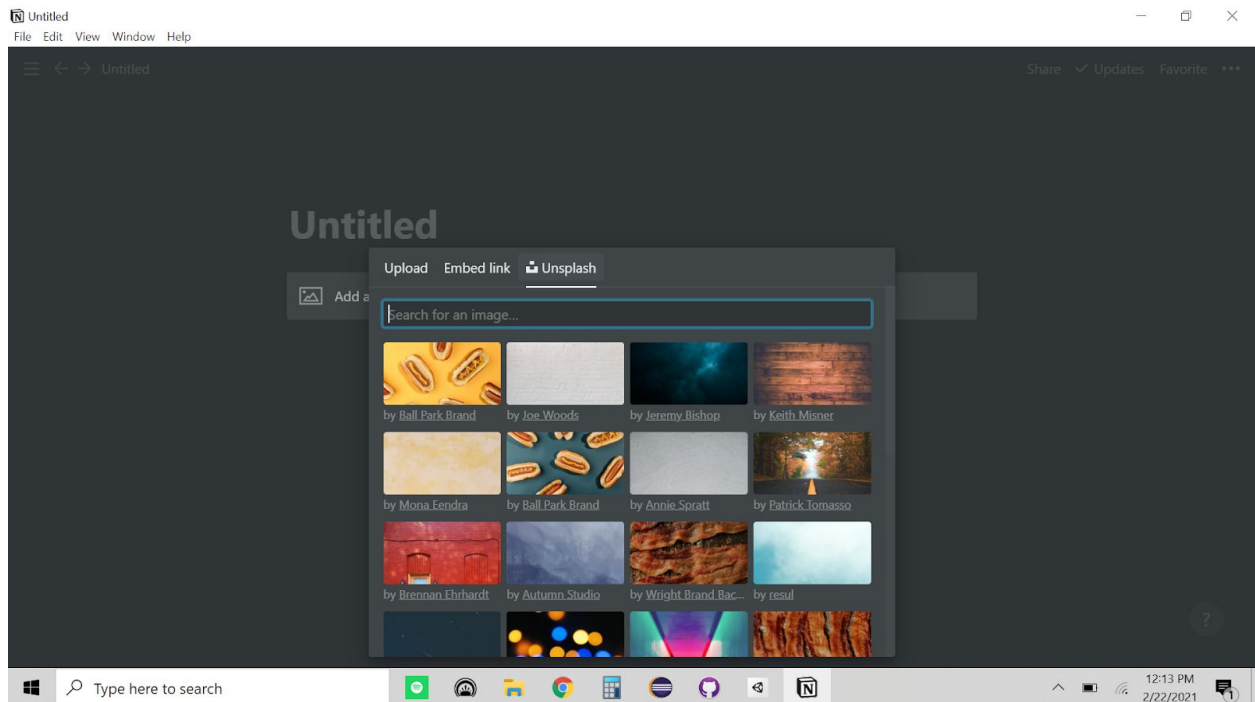 Untitled
File Edit View Window Help
Untitled
Share Updates Favorite
Untitled
Upload Embed link Unsplash
Add a
Search for an image...
by Ball Park Brand by Joe Woods by Jeremy Bishop by Keith Misner
by Mona Eendra by Ball Park Brand by Annie Spratt by Patrick Tomasso
by Brennan Ehrhardt by Autumn Studio by Wright Brand Bac... by resul
?
Type here to search
12:13 PM
2/22/2021
1